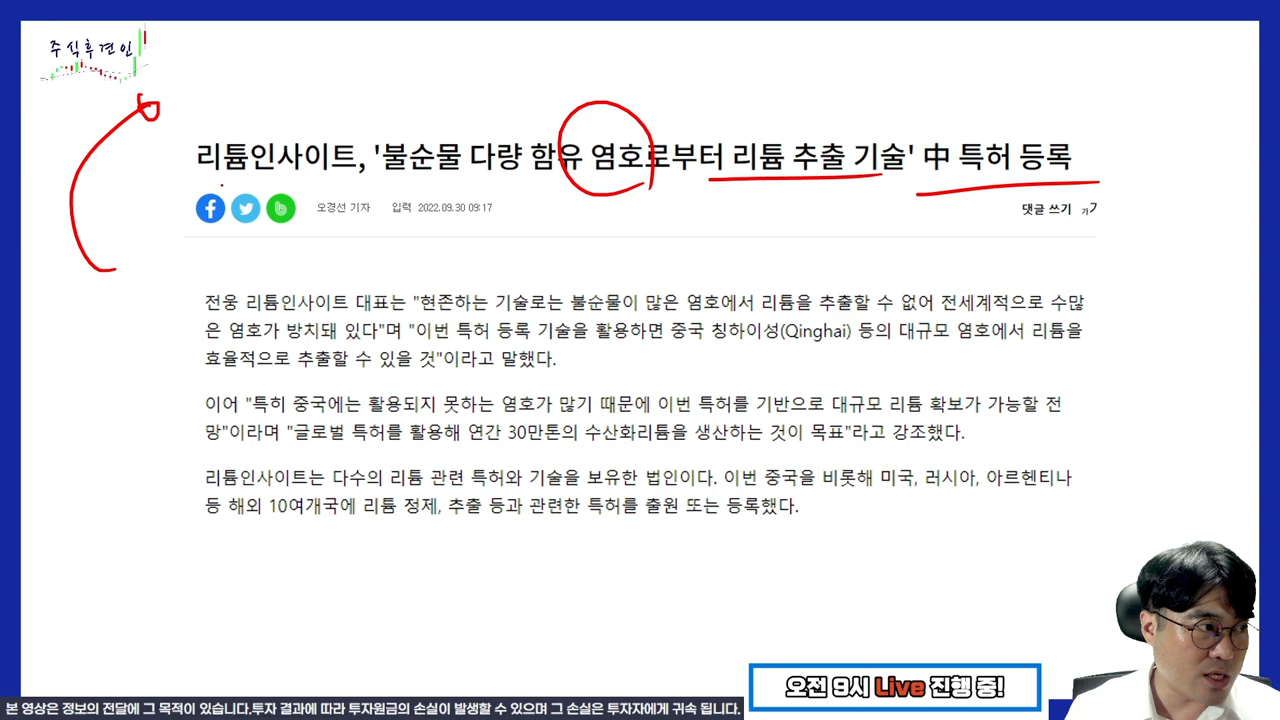 주식후견인
리튬인사이트, '불순물 다량 함유 염호로부터 리튬 추출 기술' 中 특허 등록
오경선 기자 입력 2022.09.30 09:17
댓글 쓰기 가가
전웅 리튬인사이트 대표는 "현존하는 기술로는 불순물이 많은 염호에서 리튬을 추출할 수 없어 전세계적으로 수많
은 염호가 방치돼 있다"며 "이번 특허 등록 기술을 활용하면 중국 칭하이성(Qinghai) 등의 대규모 염호에서 리튬을
효율적으로 추출할 수 있을 것"이라고 말했다.
이어 "특히 중국에는 활용되지 못하는 염호가 많기 때문에 이번 특허를 기반으로 대규모 리튬 확보가 가능할 전
망"이라며 "글로벌 특허를 활용해 연간 30만톤의 수산화리튬을 생산하는 것이 목표"라고 강조했다.
리튬인사이트는 다수의 리튬 관련 특허와 기술을 보유한 법인이다. 이번 중국을 비롯해 미국, 러시아, 아르헨티나
등 해외 10여개국에 리튬 정제, 추출 등과 관련한 특허를 출원 또는 등록했다.
오전 9시 Live 진행 중!
본 영상은 정보의 전달에 그 목적이 있습니다.투자 결과에 따라 투자원금의 손실이 발생할 수 있으며 그 손실은 투자자에게 귀속 됩니다.